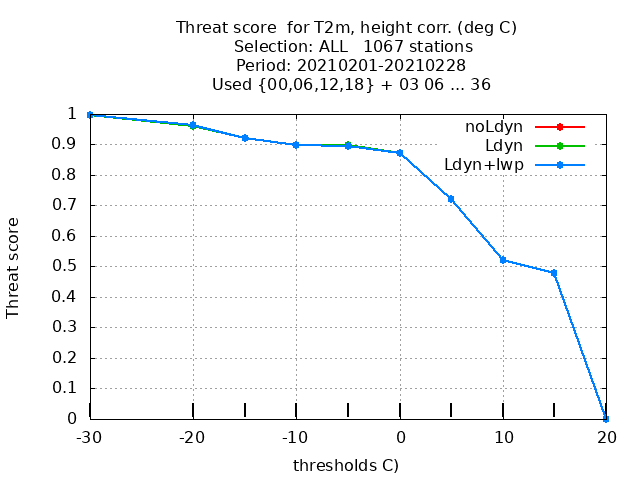 Threat score  for T2m, height corr. (deg C)
Selection: ALL   1067 stations
Period: 20210201-20210228
Used {00,06,12,18} + 03 06 ... 36
noLdyn
Ldyn
Ldyn+lwp
Threat score
1
0.9
0.8
0.7
0.6
0.5
0.4
0.3
0.2
0.1
0
-30 -20 -10 0 10 20
thresholds C)